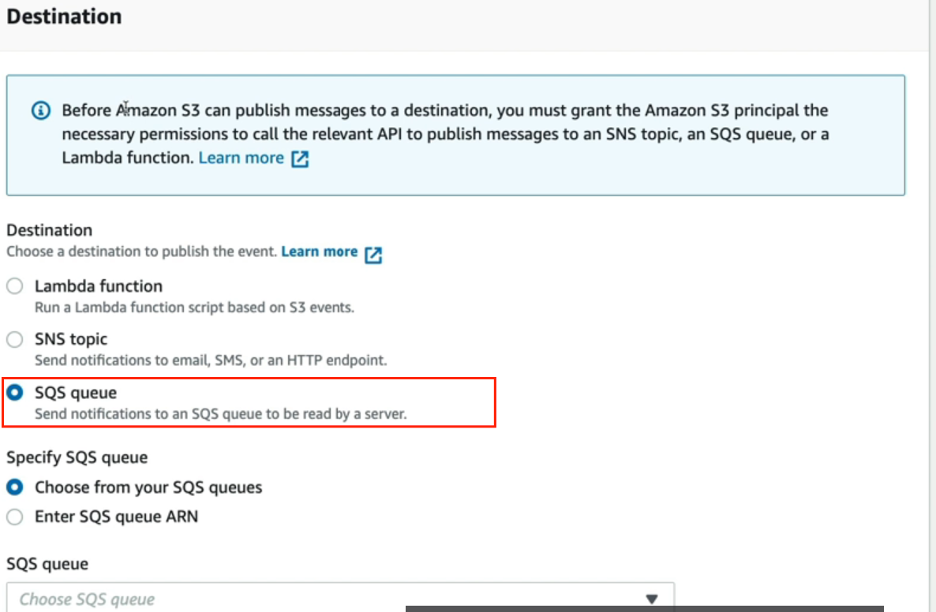 Destination
Before Amazon S3 can publish messages to a destination, you must grant the Amazon S3 principal the
necessary permissions to call the relevant API to publish messages to an SNS topic, an SQS queue, or a
Lambda function. Learn more
Destination
Choose a destination to publish the event. Learn more
Lambda function
Run a Lambda function script based on S3 events.
SNS topic
Send notifications to email, SMS, or an HTTP endpoint.
SQS queue
Send notifications to an SQS queue to be read by a server.
Specify SQS queue
Choose from your SQS queues
Enter SQS queue ARN
SQS queue
Choose SQS queue